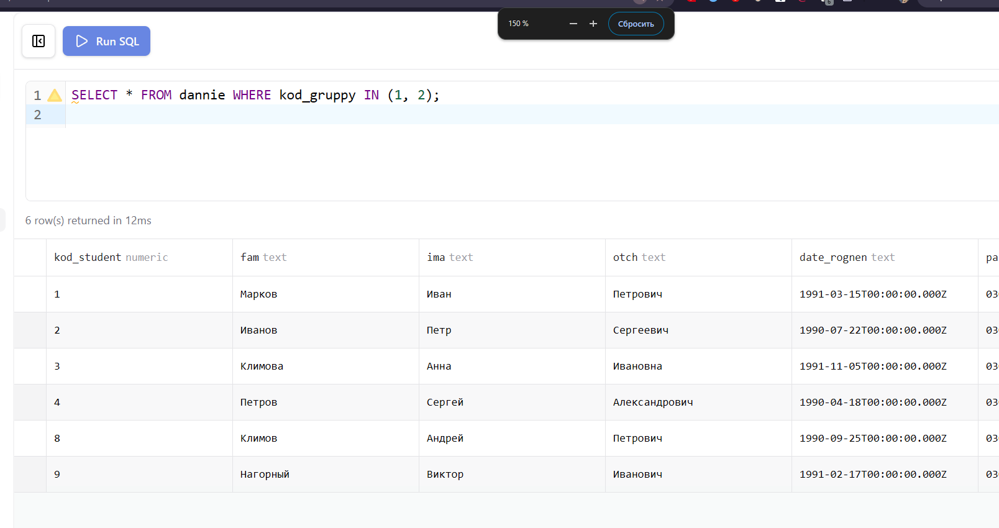 150 %
Сбросить
Run SQL
1 SELECT * FROM dannie WHERE kod_gruppy IN (1, 2);
2
6 row(s) returned in 12ms
kod_student numeric fam text ima text otch text date_rognen text pa
1 Марков Иван Петрович 1991-03-15T00:00:00.000Z 03
2 Иванов Петр Сергеевич 1990-07-22T00:00:00.000Z 03
3 Климова Анна Ивановна 1991-11-05T00:00:00.000Z 03
4 Петров Сергей Александрович 1990-04-18T00:00:00.000Z 03
8 Климов Андрей Петрович 1990-09-25T00:00:00.000Z 03
9 Нагорный Виктор Иванович 1991-02-17T00:00:00.000Z 03